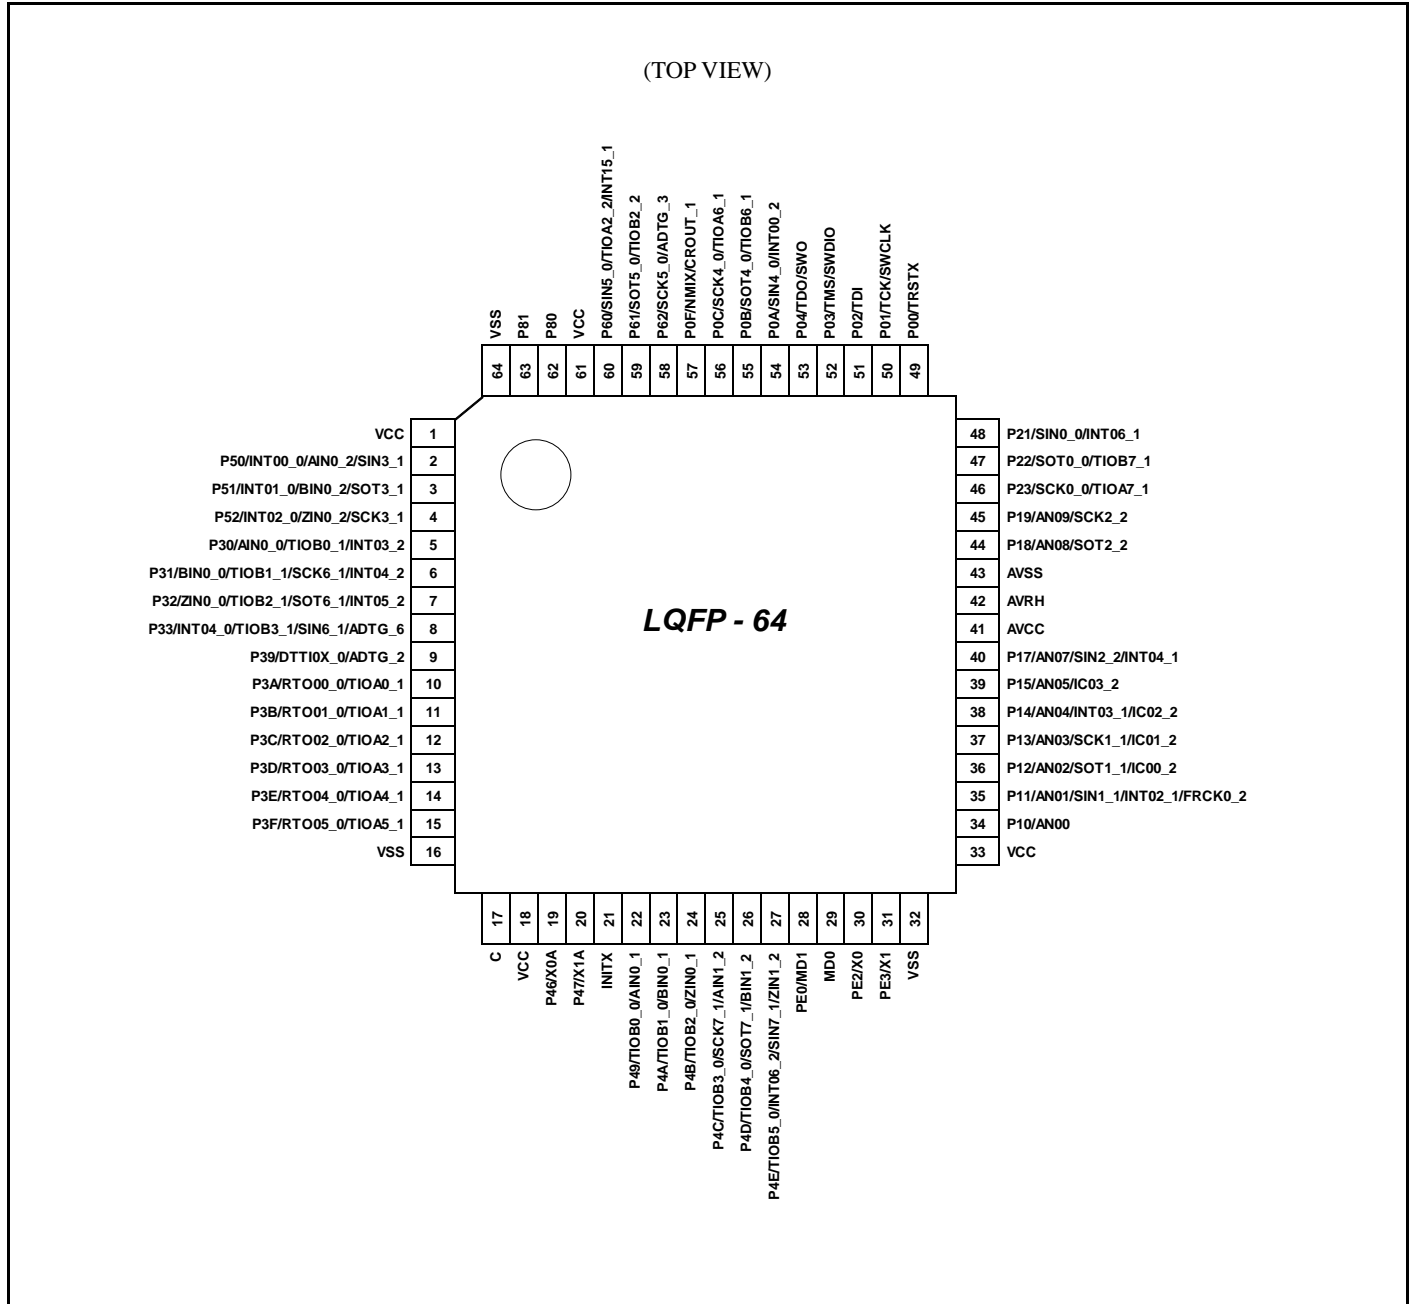 (TOP VIEW)
VSS
P81
P80
VCC
P60/SIN5_0/TIOA2_2/INT15_1
P61/SOT5_0/TIOB2_2
P62/SCK5_0/ADTG_3
P0F/NMIX/CROUT_1
P0C/SCK4_0/TIOA6_1
P0B/SOT4_0/TIOB6_1
P0A/SIN4_0/INT00_2
P04/TDO/SWO
P03/TMS/SWDIO
P02/TDI
P01/TCK/SWCLK
P00/TRSTX
64 63 62 61 60 59 58 57 56 55 54 53 52 51 50 49
VCC 1
P50/INT00_0/AIN0_2/SIN3_1 2
P51/INT01_0/BIN0_2/SOT3_1 3
P52/INT02_0/ZIN0_2/SCK3_1 4
P30/AIN0_0/TIOB0_1/INT03_2 5
P31/BIN0_0/TIOB1_1/SCK6_1/INT04_2 6
P32/ZIN0_0/TIOB2_1/SOT6_1/INT05_2 7
P33/INT04_0/TIOB3_1/SIN6_1/ADTG_6 8
P39/DTTI0X_0/ADTG_2 9
P3A/RTO00_0/TIOA0_1 10
P3B/RTO01_0/TIOA1_1 11
P3C/RTO02_0/TIOA2_1 12
P3D/RTO03_0/TIOA3_1 13
P3E/RTO04_0/TIOA4_1 14
P3F/RTO05_0/TIOA5_1 15
VSS 16
LQFP - 64
48 P21/SIN0_0/INT06_1
47 P22/SOT0_0/TIOB7_1
46 P23/SCK0_0/TIOA7_1
45 P19/AN09/SCK2_2
44 P18/AN08/SOT2_2
43 AVSS
42 AVRH
41 AVCC
40 P17/AN07/SIN2_2/INT04_1
39 P15/AN05/IC03_2
38 P14/AN04/INT03_1/IC02_2
37 P13/AN03/SCK1_1/IC01_2
36 P12/AN02/SOT1_1/IC00_2
35 P11/AN01/SIN1_1/INT02_1/FRCK0_2
34 P10/AN00
33 VCC
17 18 19 20 21 22 23 24 25 26 27 28 29 30 31 32
C
VCC
P46/X0A
P47/X1A
INITX
P49/TIOB0_0/AIN0_1
P4A/TIOB1_0/BIN0_1
P4B/TIOB2_0/ZIN0_1
P4C/TIOB3_0/SCK7_1/AIN1_2
P4D/TIOB4_0/SOT7_1/BIN1_2
P4E/TIOB5_0/INT06_2/SIN7_1/ZIN1_2
PE0/MD1
MD0
PE2/X0
PE3/X1
VSS